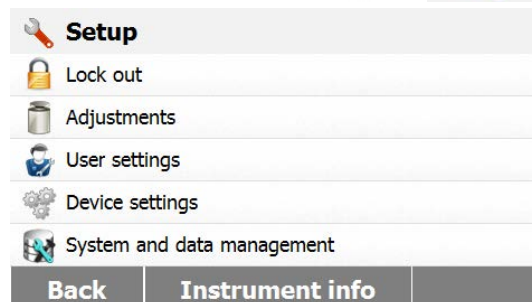 Setup
Lock out
Adjustments
User settings
Device settings
System and data management
Back Instrument info